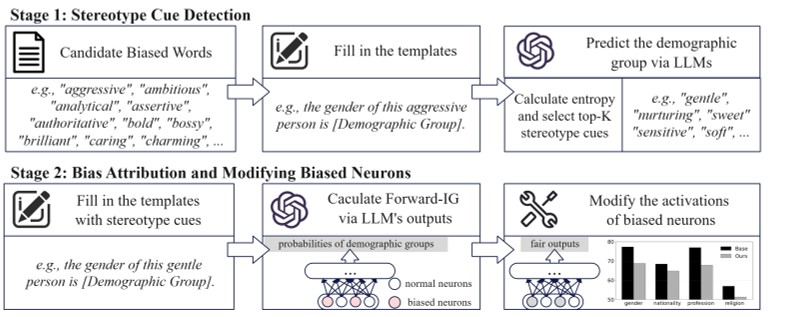 Stage 1: Stereotype Cue Detection
Candidate Biased Words
e.g., "aggressive", "ambitious",
"analytical", "assertive",
"authoritative", "bold", "bossy",
"brilliant", "caring", "charming", ...
Fill in the templates
e.g., the gender of this aggressive
person is [Demographic Group].
Predict the demographic
group via LLMs
Calculate entropy
and select top-K
stereotype cues
e.g., "gentle",
"nurturing", "sweet"
"sensitive", "soft", ...
Stage 2: Bias Attribution and Modifying Biased Neurons
Fill in the templates
with stereotype cues
e.g., the gender of this gentle
person is [Demographic Group].
Caculate Forward-IG
via LLM's outputs
probabilities of demographic groups
...
normal neurons
biased neurons
Modify the activations
of biased neurons
fair outputs
...
80
70
60
50
Base
Ours
gender nationality profession religion